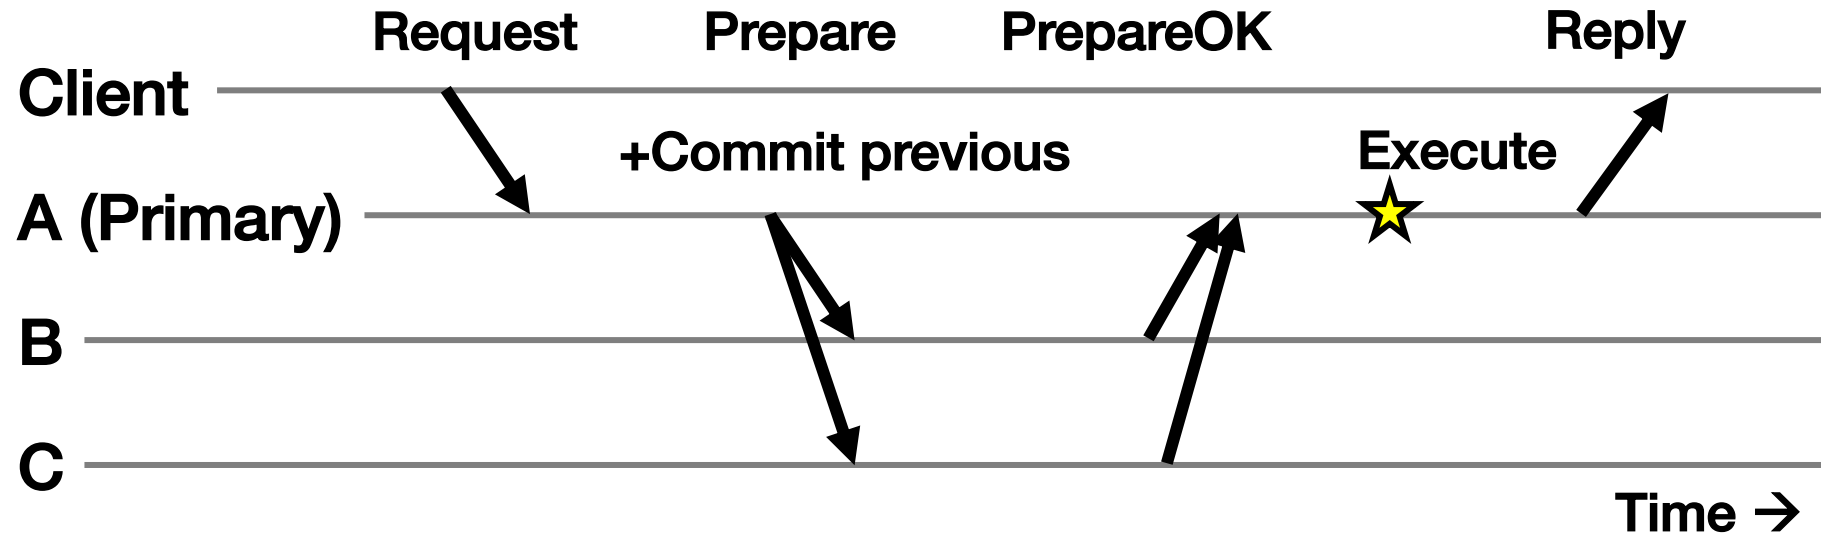 Request Prepare PrepareOK Reply
Client
+Commit previous Execute
A (Primary)
B
C
Time →